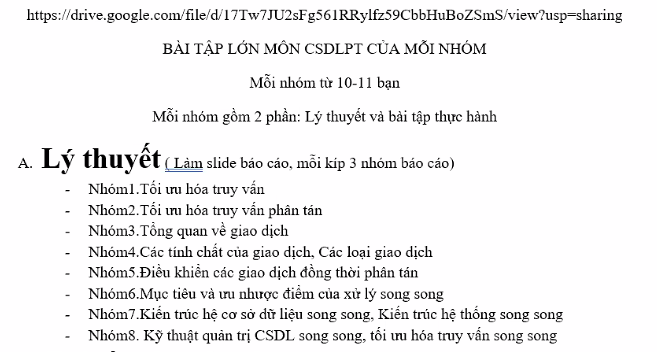 https://drive.google.com/file/d/17Tw7JU2sFg561RRylfz59CbbHuBoZSmS/view?usp=sharing
BÀI TẬP LỚN MÔN CSDLPT CỦA MỖI NHÓM
Mỗi nhóm từ 10-11 bạn
Mỗi nhóm gồm 2 phần: Lý thuyết và bài tập thực hành
A. Lý thuyết ( Làm slide báo cáo, mỗi kíp 3 nhóm báo cáo)
- Nhóm1.Tối ưu hóa truy vấn
- Nhóm2.Tối ưu hóa truy vấn phân tán
- Nhóm3.Tổng quan về giao dịch
- Nhóm4.Các tính chất của giao dịch, Các loại giao dịch
- Nhóm5.Điều khiển các giao dịch đồng thời phân tán
- Nhóm6.Mục tiêu và ưu nhược điểm của xử lý song song
- Nhóm7.Kiến trúc hệ cơ sở dữ liệu song song, Kiến trúc hệ thống song song
- Nhóm8. Kỹ thuật quản trị CSDL song song, tối ưu hóa truy vấn song song